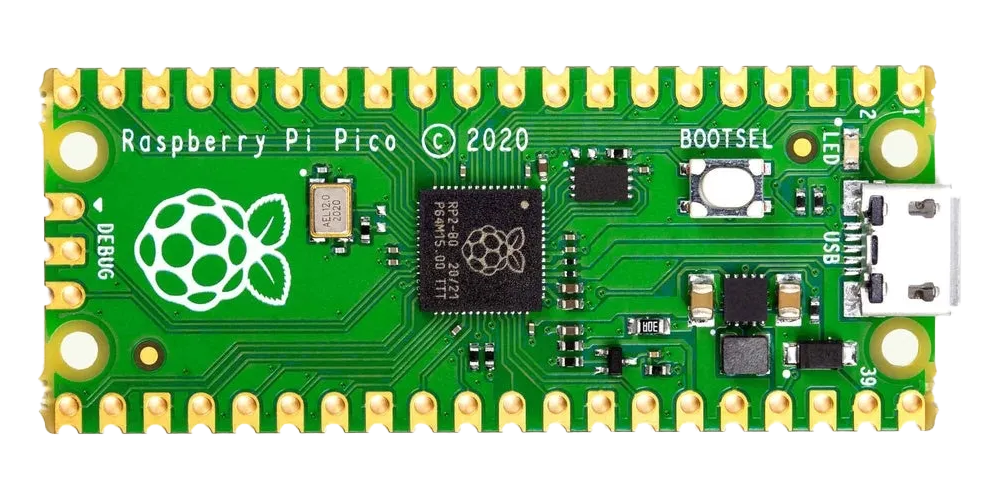 Raspberry Pi Pico © 2020
BOOTSEL
2
1
LED
DEBUG
AEL12.0
2020
RP2-B0 20/21
P64M15.00 TTT
USB
39